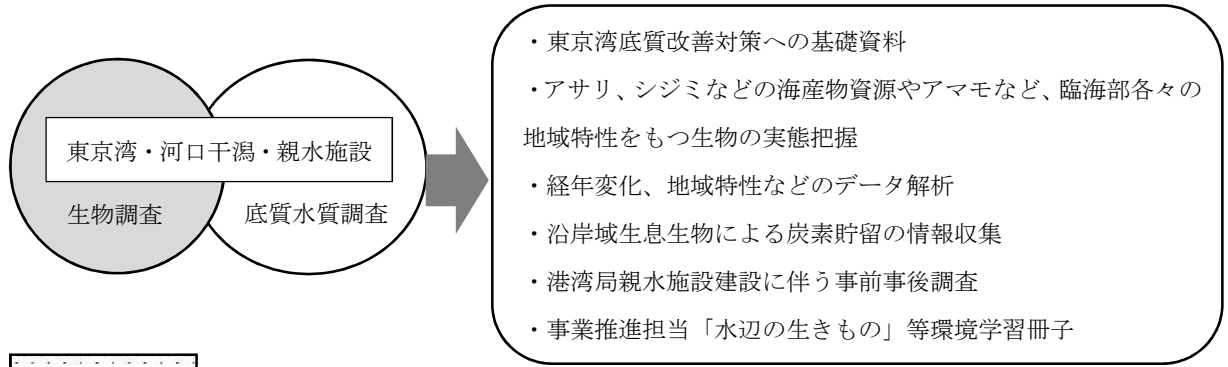 東京湾・河口干潟・親水施設
生物調査
底質水質調査
・東京湾底質改善対策への基礎資料
・アサリ、シジミなどの海産物資源やアマモなど、臨海部各々の
地域特性をもつ生物の実態把握
・経年変化、地域特性などのデータ解析
・沿岸域生息生物による炭素貯留の情報収集
・港湾局親水施設建設に伴う事前事後調査
・事業推進担当「水辺の生きもの」等環境学習冊子